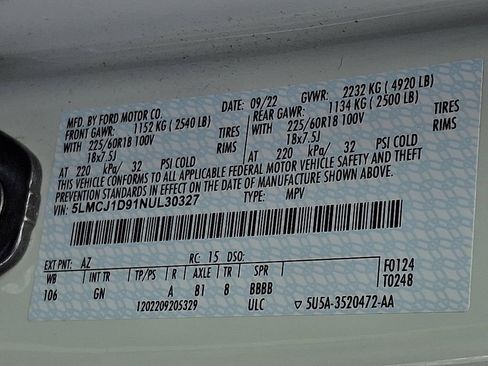 MFD. BY FORD MOTOR CO.
DATE: 09/22 GVWR: 2232 KG (4920 LB)
FRONT GAWR: 1152 KG (2540 LB) REAR GAWR: 1134 KG (2500 LB)
WITH 225/60R18 100V TIRES WITH 225/60R18 100V TIRES
18x7.5J RIMS 18x7.5J RIMS
AT 220 kPa/ 32 PSI COLD AT 220 kPa/ 32 PSI COLD
THIS VEHICLE CONFORMS TO ALL APPLICABLE FEDERAL MOTOR VEHICLE SAFETY AND THEFT
PREVENTION STANDARDS IN EFFECT ON THE DATE OF MANUFACTURE SHOWN ABOVE.
VIN: 5LMCJ1D91NUL30327 TYPE: MPV
EXT PNT: AZ RC: 15 DSO: F0124
WB INT TR TP/PS R AXLE TR SPR T0248
106 GN A 81 8 BBBB
1202209205329 ULC ▽ 5U5A-3520472-AA